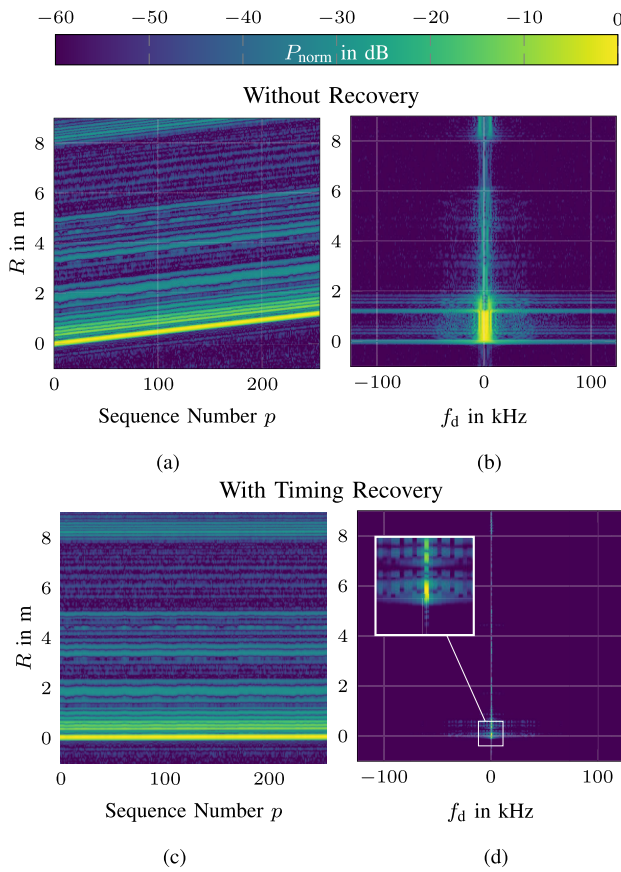 −60 −50 −40 −30 −20 −10 0
P_norm in dB
Without Recovery
R in m
8
6
4
2
0
0 100 200
Sequence Number p
(a)
8
6
4
2
0
−100 0 100
f_d in kHz
(b)
With Timing Recovery
R in m
8
6
4
2
0
0 100 200
Sequence Number p
(c)
8
6
4
2
0
−100 0 100
f_d in kHz
(d)